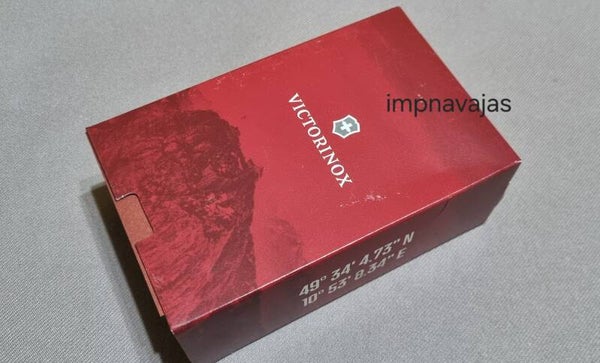 impnavajas
VICTORINOX
49° 34' 4.73" N
10° 53' 8.34" E